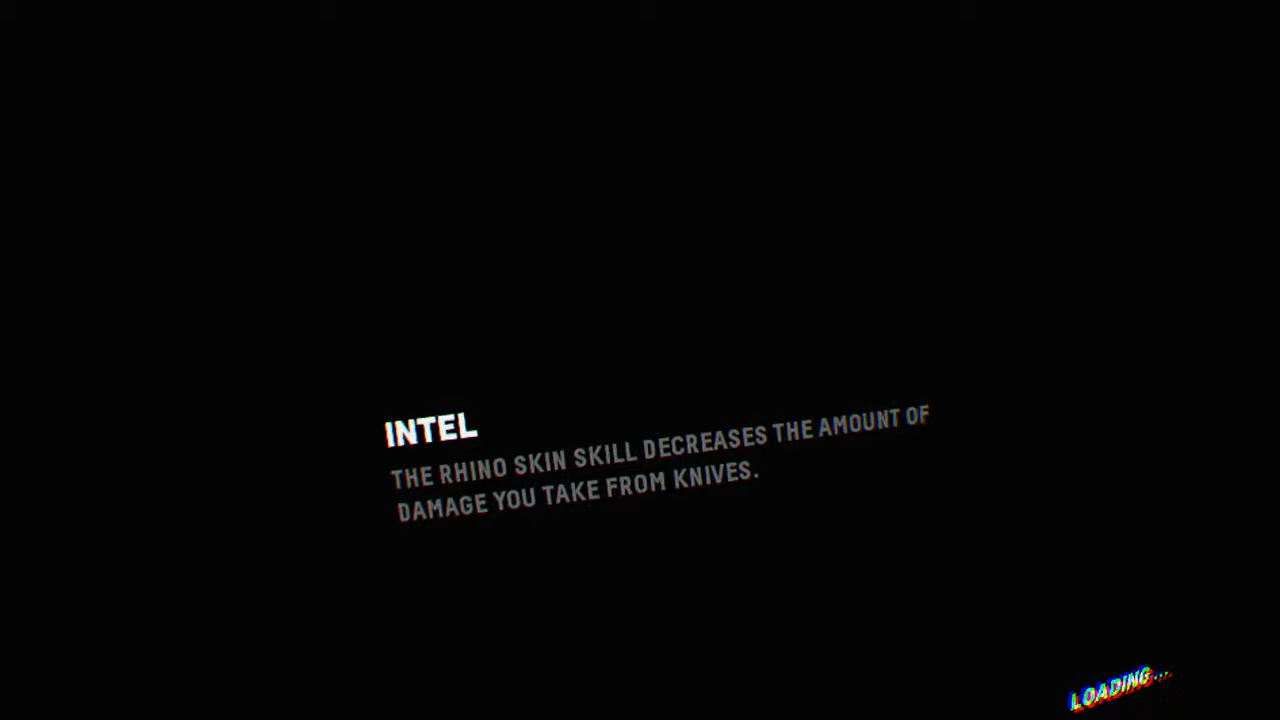 INTEL
THE RHINO SKIN SKILL DECREASES THE AMOUNT OF
DAMAGE YOU TAKE FROM KNIVES.
LOADING...